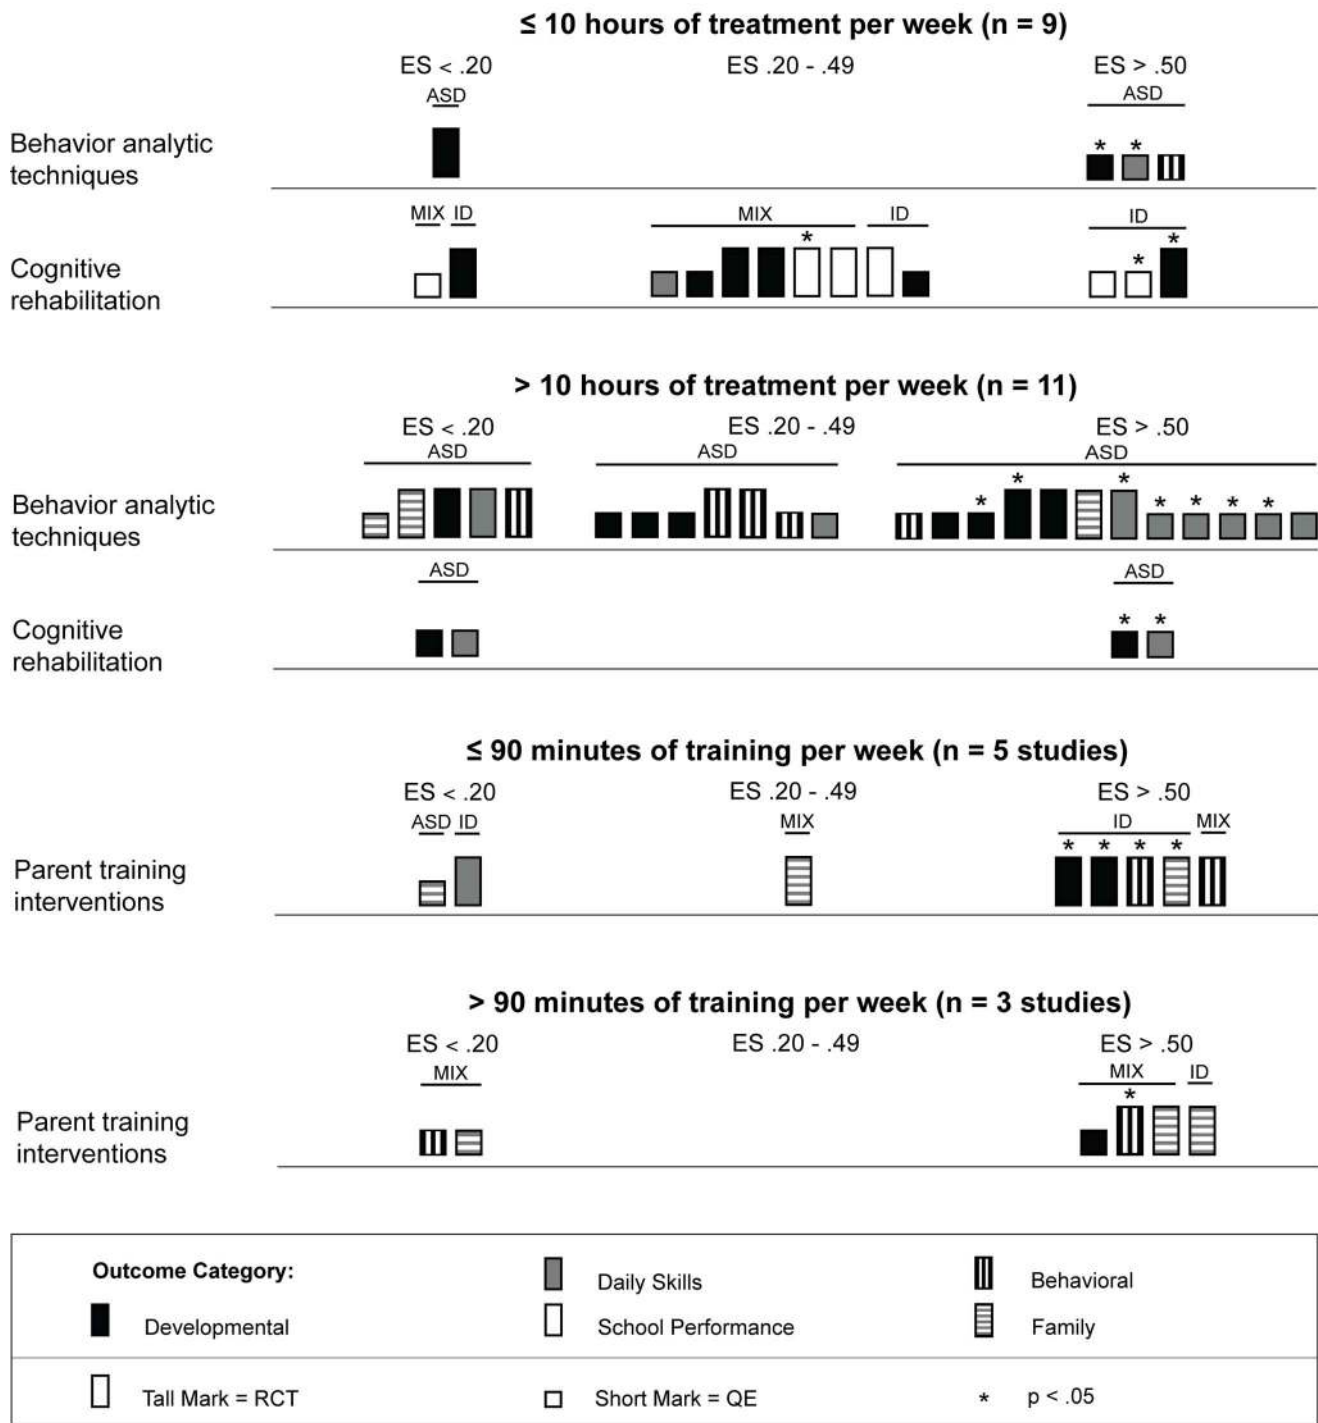 ≤ 10 hours of treatment per week (n = 9)
ES < .20 ES .20 - .49 ES > .50
ASD ASD
Behavior analytic
techniques
* *
MIX ID MIX ID ID
Cognitive
rehabilitation
* * *
> 10 hours of treatment per week (n = 11)
ES < .20 ES .20 - .49 ES > .50
ASD ASD ASD
Behavior analytic
techniques
* * * * * * *
ASD ASD
Cognitive
rehabilitation
* *
≤ 90 minutes of training per week (n = 5 studies)
ES < .20 ES .20 - .49 ES > .50
ASD ID MIX ID MIX
* * * *
Parent training
interventions
> 90 minutes of training per week (n = 3 studies)
ES < .20 ES .20 - .49 ES > .50
MIX MIX ID
*
Parent training
interventions
Outcome Category: Daily Skills Behavioral
Developmental School Performance Family
Tall Mark = RCT Short Mark = QE * p < .05